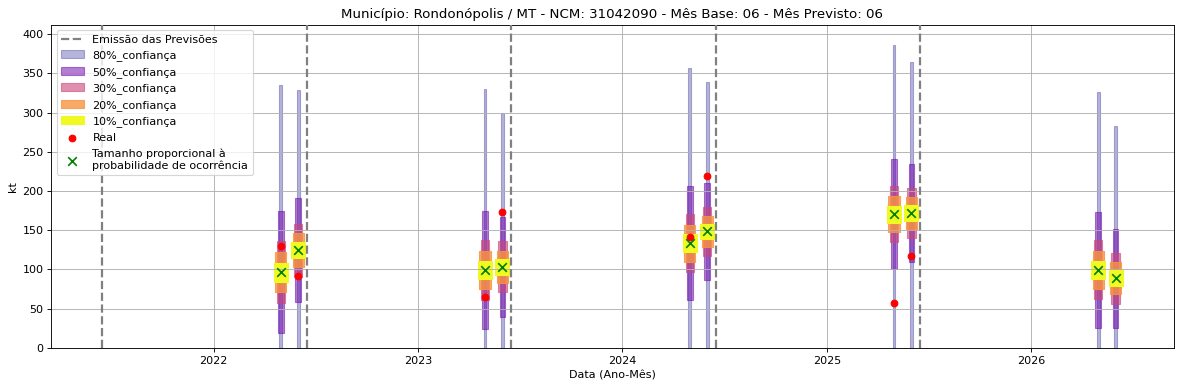 Município: Rondonópolis / MT - NCM: 31042090 - Mês Base: 06 - Mês Previsto: 06
400
350
300
250
200
150
100
50
0
kt
Emissão das Previsões
80%_confiança
50%_confiança
30%_confiança
20%_confiança
10%_confiança
Real
Tamanho proporcional à
probabilidade de ocorrência
2022 2023 2024 2025 2026
Data (Ano-Mês)